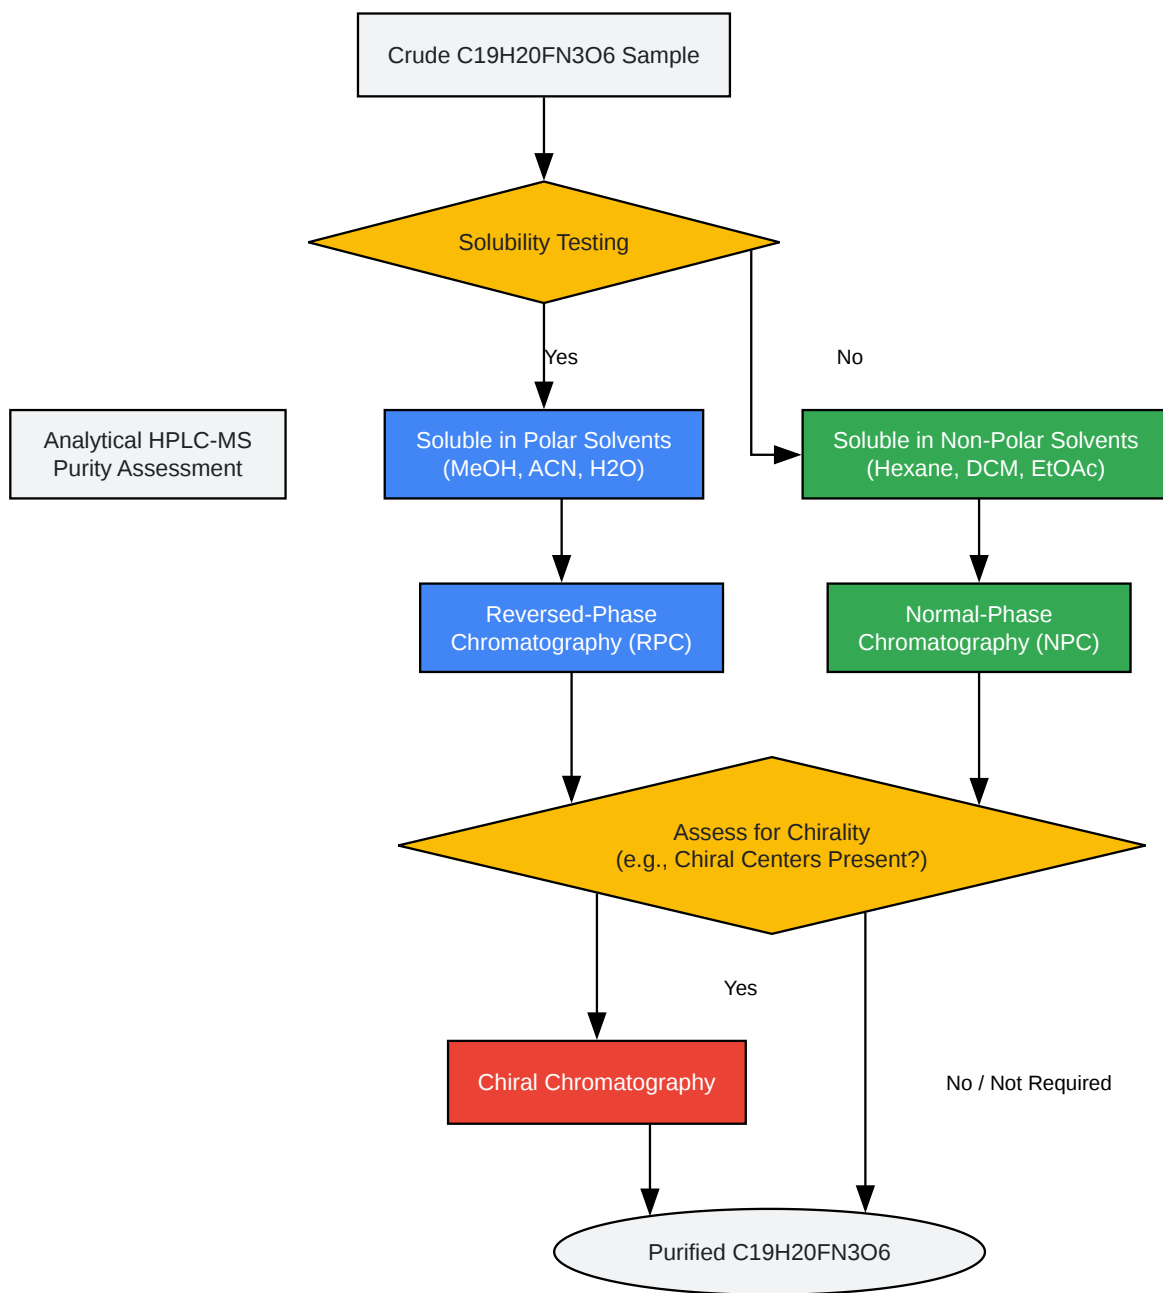 Crude C19H20FN3O6 Sample
Solubility Testing
Yes
No
Analytical HPLC-MS
Purity Assessment
Soluble in Polar Solvents
(MeOH, ACN, H2O)
Soluble in Non-Polar Solvents
(Hexane, DCM, EtOAc)
Reversed-Phase
Chromatography (RPC)
Normal-Phase
Chromatography (NPC)
Assess for Chirality
(e.g., Chiral Centers Present?)
Yes
Chiral Chromatography
No / Not Required
Purified C19H20FN3O6